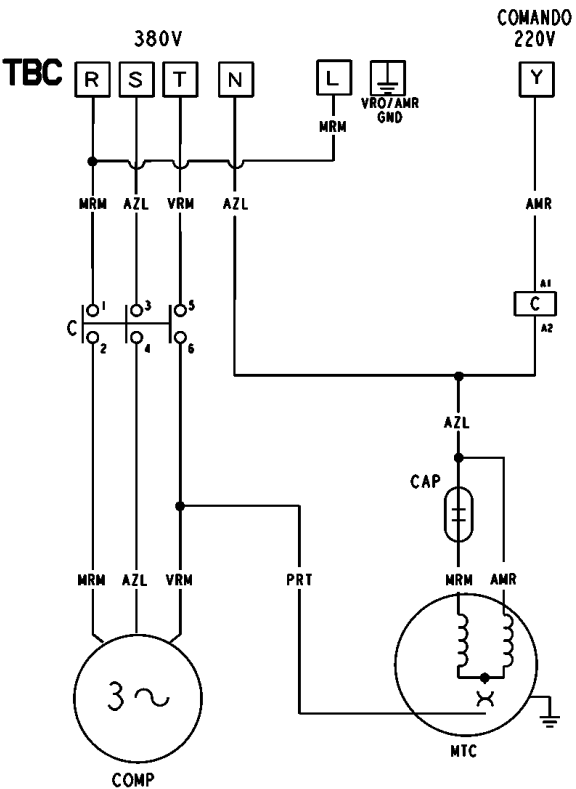 COMANDO
380V 220V
TBC R S T N L Y
VRO/AMR
GND
MRM
MRM AZL VRM AZL AMR
A1
1 3 5
C
C
A2
2 4 6
AZL
CAP
MRM AZL VRM PRT MRM AMR
3
MTC
COMP